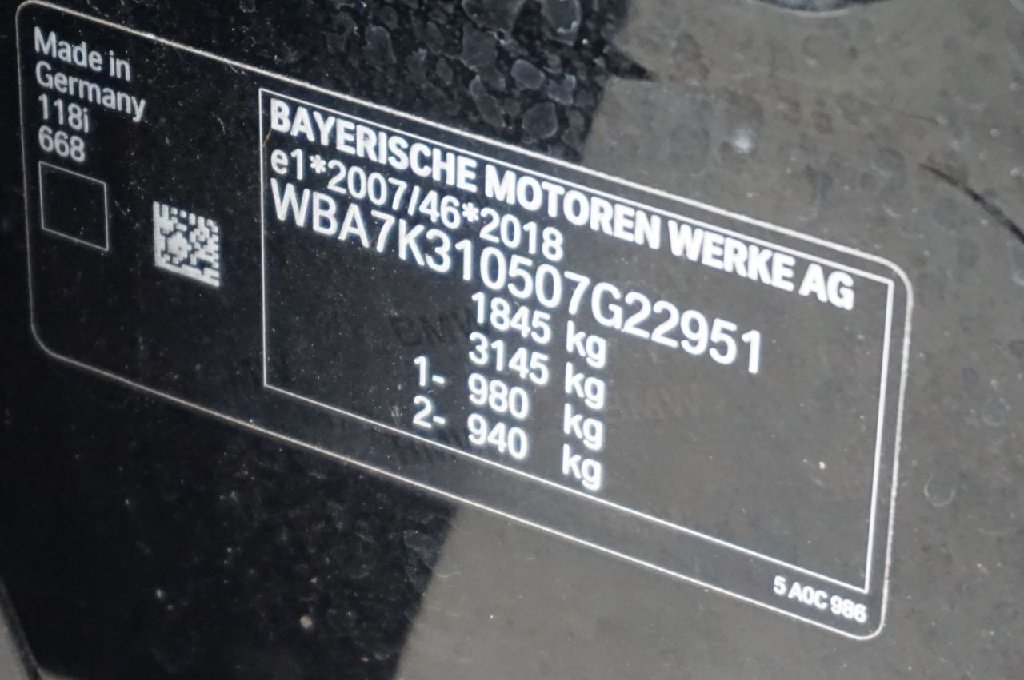 Made in
Germany
118i
668
BAYERISCHE MOTOREN WERKE AG
e1*2007/46*2018
WBA7K310507G22951
1845 kg
3145 kg
1- 980 kg
2- 940 kg
5 A0C 986